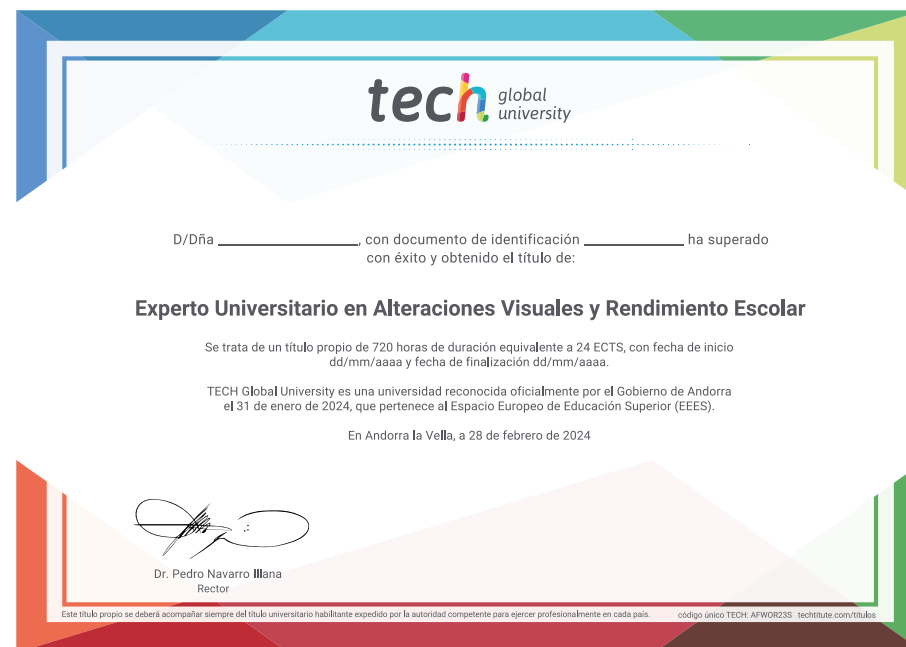 tech global university
D/Dña ____________________, con documento de identificación ______________ ha superado
con éxito y obtenido el título de:
Experto Universitario en Alteraciones Visuales y Rendimiento Escolar
Se trata de un título propio de 720 horas de duración equivalente a 24 ECTS, con fecha de inicio
dd/mm/aaaa y fecha de finalización dd/mm/aaaa.
TECH Global University es una universidad reconocida oficialmente por el Gobierno de Andorra
el 31 de enero de 2024, que pertenece al Espacio Europeo de Educación Superior (EEES).
En Andorra la Vella, a 28 de febrero de 2024
Dr. Pedro Navarro Illana
Rector
Este título propio se deberá acompañar siempre del título universitario habilitante expedido por la autoridad competente para ejercer profesionalmente en cada país.
código único TECH: AFWOR23S techtitute.com/titulos